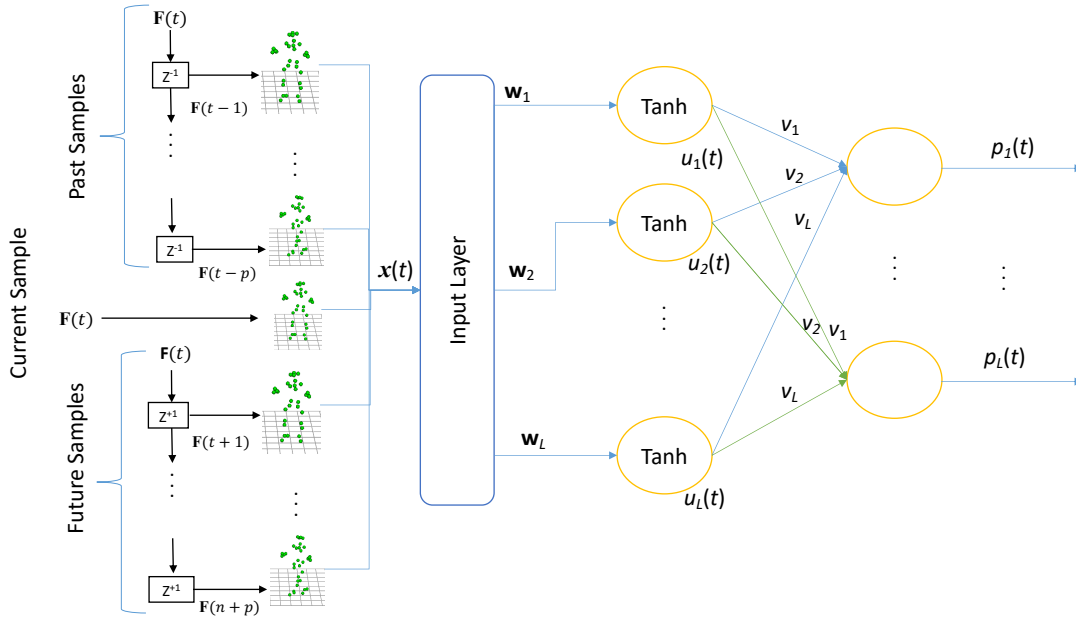 Past Samples
F(t)
Z⁻¹
F(t − 1)
⋮
⋮
Z⁻¹
F(t − p)
Current Sample
F(t)
Future Samples
F(t)
Z⁺¹
F(t + 1)
⋮
⋮
Z⁺¹
F(n + p)
x(t)
Input Layer
w₁
w₂
w_L
Tanh
u₁(t)
Tanh
u₂(t)
⋮
Tanh
u_L(t)
v₁
v₂
v_L
v₂
v₁
v_L
⋮
p₁(t)
⋮
p_L(t)